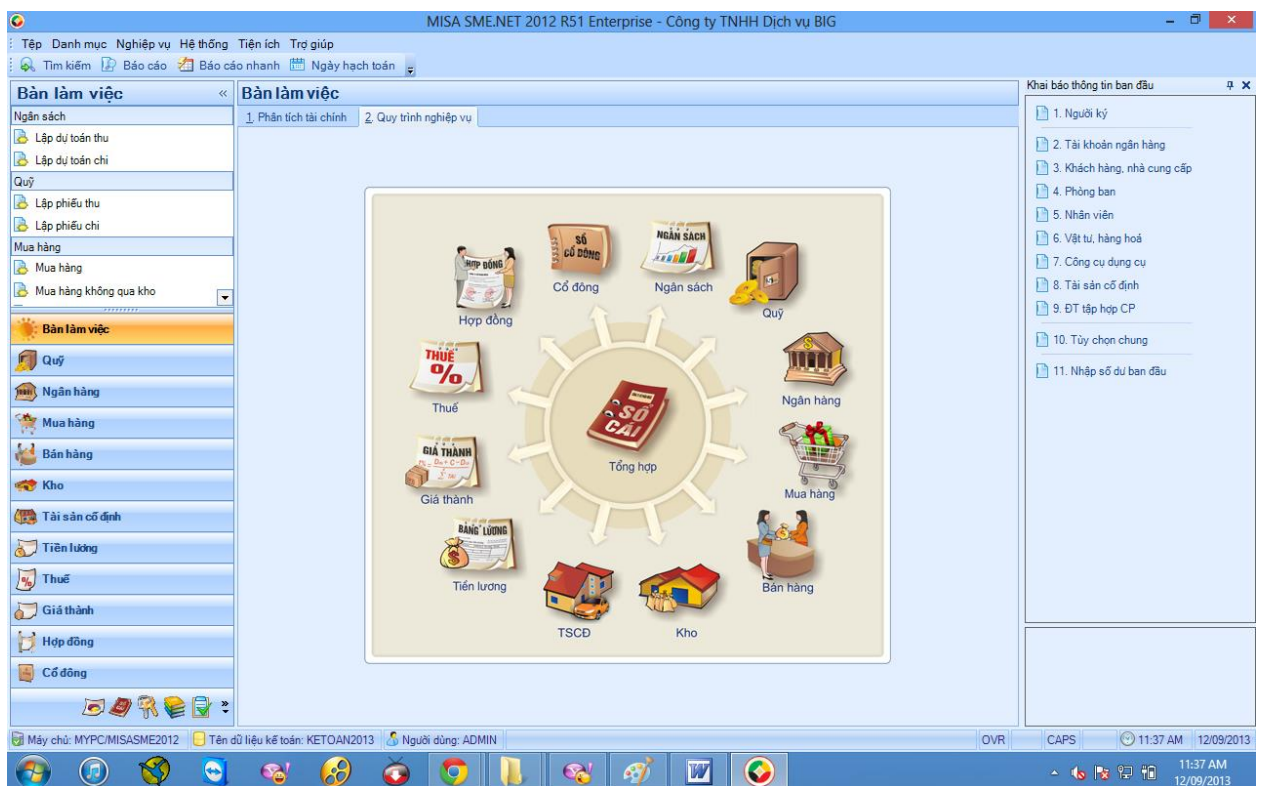 MISA SME.NET 2012 R51 Enterprise - Công ty TNHH Dịch vụ BIG
Tệp Danh mục Nghiệp vụ Hệ thống Tiện ích Trợ giúp
Tìm kiếm Báo cáo Báo cáo nhanh Ngày hạch toán
Bàn làm việc
Ngân sách
Lập dự toán thu
Lập dự toán chi
Quỹ
Lập phiếu thu
Lập phiếu chi
Mua hàng
Mua hàng
Mua hàng không qua kho
Bàn làm việc
Quỹ
Ngân hàng
Mua hàng
Bán hàng
Kho
Tài sản cố định
Tiền lương
Thuế
Giá thành
Hợp đồng
Cổ đông
Bàn làm việc
1. Phân tích tài chính 2. Quy trình nghiệp vụ
HỢP ĐỒNG
Hợp đồng
SỔ
CỔ ĐÔNG
Cổ đông
NGÂN SÁCH
Ngân sách
Quỹ
THUẾ
%
Thuế
Ngân hàng
SỔ
CÁI
Tổng hợp
GIÁ THÀNH
Giá thành
Mua hàng
BẢNG LƯƠNG
Tiền lương
Bán hàng
TSCĐ
Kho
Khai báo thông tin ban đầu
1. Người ký
2. Tài khoản ngân hàng
3. Khách hàng, nhà cung cấp
4. Phòng ban
5. Nhân viên
6. Vật tư, hàng hoá
7. Công cụ dụng cụ
8. Tài sản cố định
9. ĐT tập hợp CP
10. Tùy chọn chung
11. Nhập số dư ban đầu
Máy chủ: MYPC/MISASME2012 Tên dữ liệu kế toán: KETOAN2013 Người dùng: ADMIN OVR CAPS 11:37 AM 12/09/2013
11:37 AM
12/09/2013